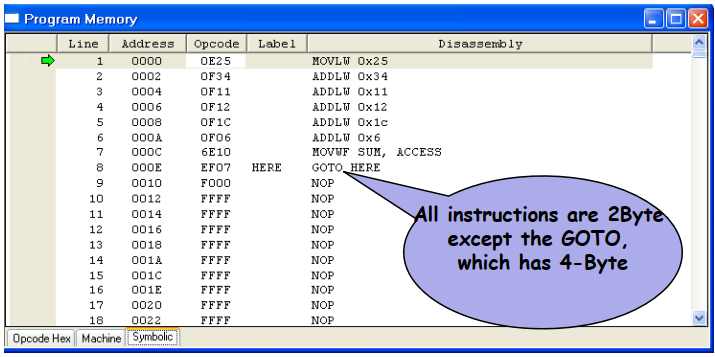 Program Memory
Line Address Opcode Label Disassembly
1 0000 0E25 MOVLW 0x25
2 0002 0F34 ADDLW 0x34
3 0004 0F11 ADDLW 0x11
4 0006 0F12 ADDLW 0x12
5 0008 0F1C ADDLW 0x1c
6 000A 0F06 ADDLW 0x6
7 000C 6E10 MOVWF SUM, ACCESS
8 000E EF07 HERE GOTO HERE
9 0010 F000 NOP
10 0012 FFFF NOP
11 0014 FFFF NOP
12 0016 FFFF NOP
13 0018 FFFF NOP
14 001A FFFF NOP
15 001C FFFF NOP
16 001E FFFF NOP
17 0020 FFFF NOP
18 0022 FFFF NOP
All instructions are 2Byte
except the GOTO,
which has 4-Byte
Opcode Hex Machine Symbolic